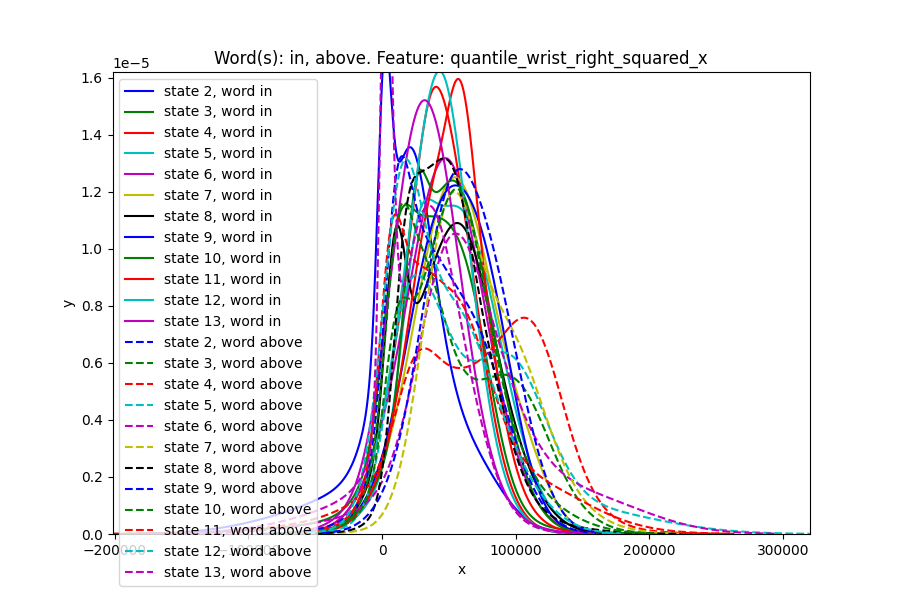 Word(s): in, above. Feature: quantile_wrist_right_squared_x
1e−5
1.6
1.4
1.2
1.0
0.8
0.6
0.4
0.2
0.0
y
state 2, word in
state 3, word in
state 4, word in
state 5, word in
state 6, word in
state 7, word in
state 8, word in
state 9, word in
state 10, word in
state 11, word in
state 12, word in
state 13, word in
state 2, word above
state 3, word above
state 4, word above
state 5, word above
state 6, word above
state 7, word above
state 8, word above
state 9, word above
state 10, word above
state 11, word above
state 12, word above
state 13, word above
−200000 0 100000 200000 300000
x